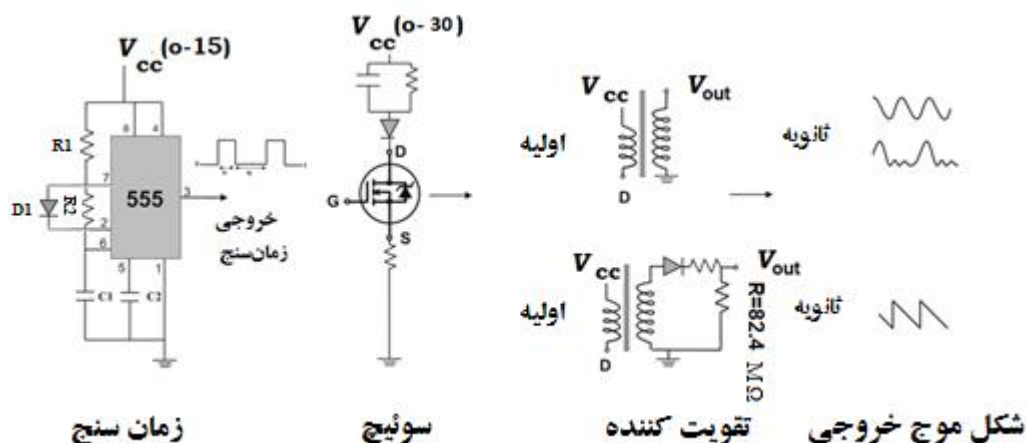 Vcc(o-15)
R1
8
4
7
D1
R2
555
2
6
3
5
1
C1
C2
خروجی
زمان‌سنج
Vcc(o-30)
D
G
S
Vcc
Vout
اولیه
D
ثانویه
Vcc
Vout
اولیه
D
R=82.4 MΩ
ثانویه
زمان سنج
سوئیچ
تقویت کننده
شکل موج خروجی